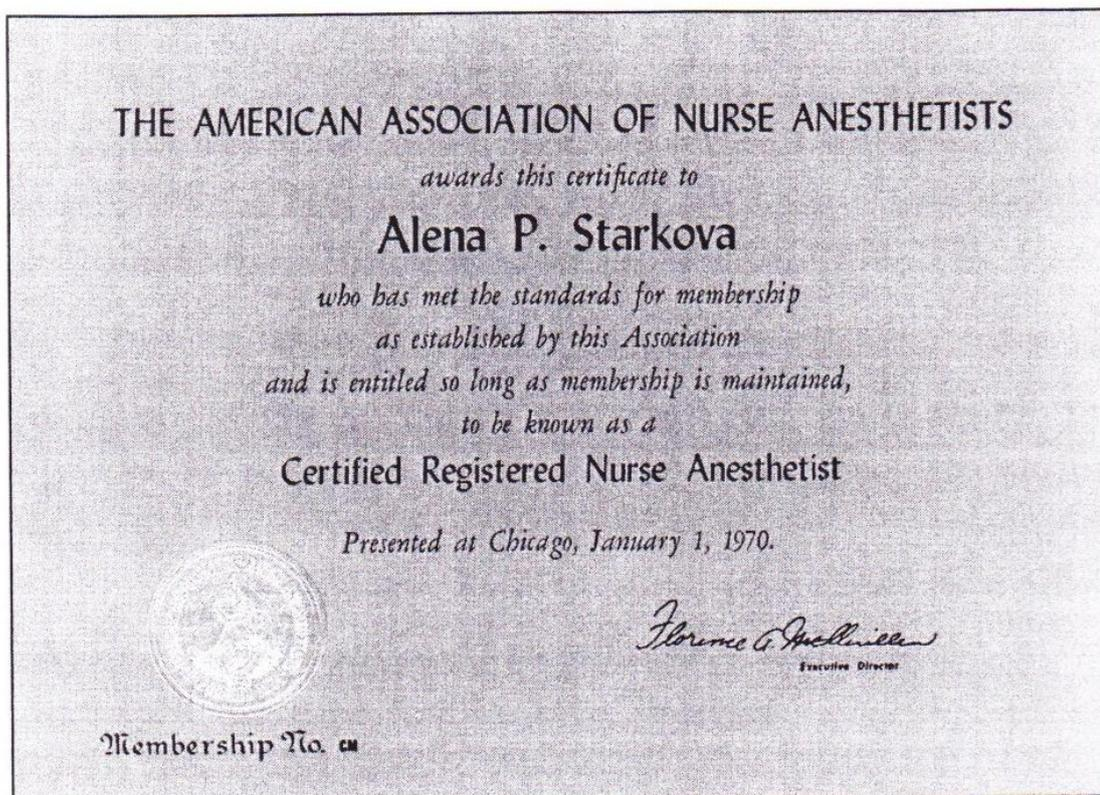 THE AMERICAN ASSOCIATION OF NURSE ANESTHETISTS
awards this certificate to
Alena P. Starkova
who has met the standards for membership
as established by this Association
and is entitled so long as membership is maintained,
to be known as a
Certified Registered Nurse Anesthetist
Presented at Chicago, January 1, 1970.
Florence A.
Executive Director
Membership No. CM